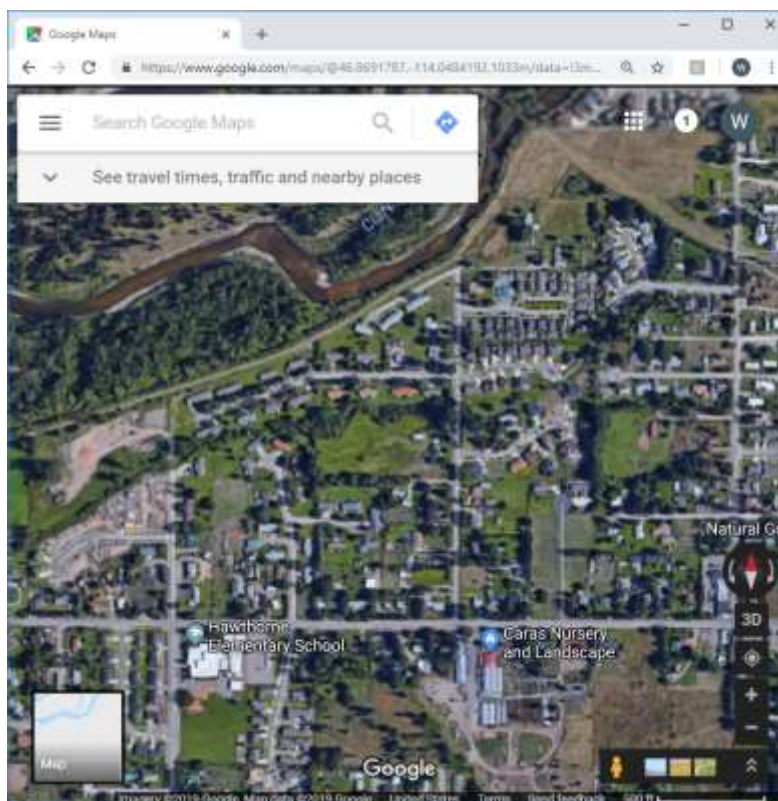 Google Maps
https://www.google.com/maps/@46.8691787,-114.0484192,1033m/data=!3m...
W
Search Google Maps
1
W
See travel times, traffic and nearby places
Natural G
3D
Hawthorne
Elementary School
Caras Nursery
and Landscape
Map
Google
Imagery ©2019 Google, Map data ©2019 Google United States Terms Send feedback 500 ft